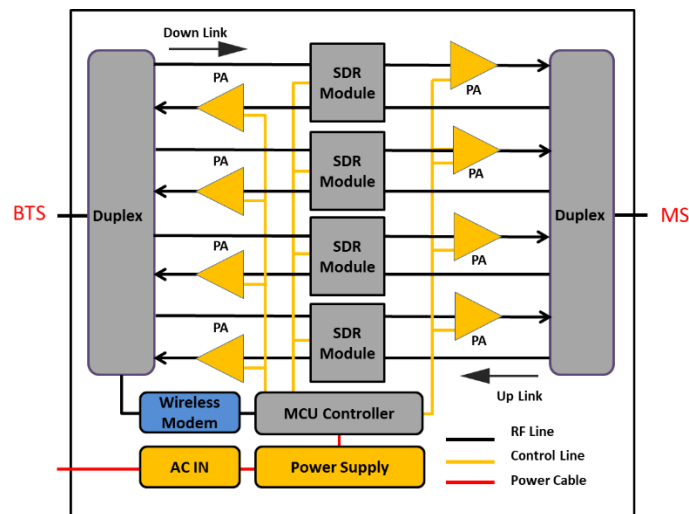 Down Link
PA
SDR
Module
PA
PA
SDR
Module
PA
BTS
Duplex
PA
SDR
Module
PA
Duplex
MS
PA
SDR
Module
PA
Up Link
Wireless
Modem
MCU Controller
AC IN
Power Supply
RF Line
Control Line
Power Cable